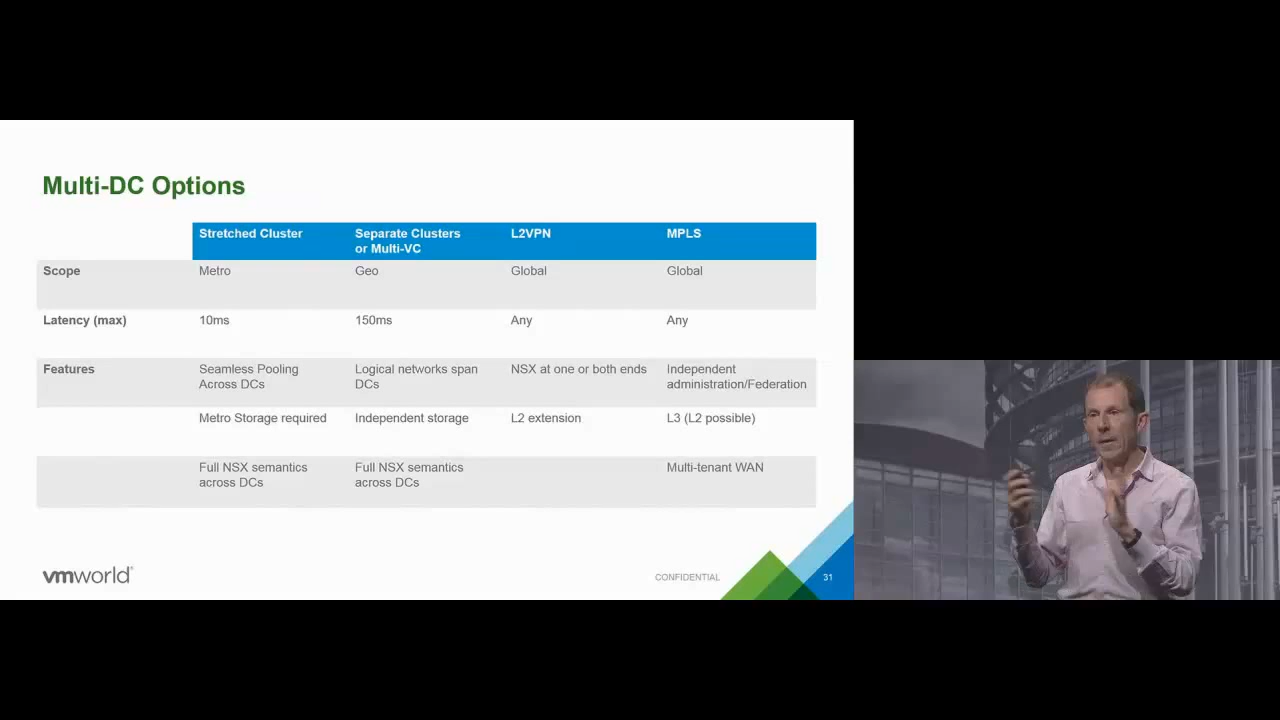 Multi-DC Options
Stretched Cluster
Separate Clusters
or Multi-VC
L2VPN
MPLS
Scope
Metro
Geo
Global
Global
Latency (max)
10ms
150ms
Any
Any
Features
Seamless Pooling
Across DCs
Logical networks span
DCs
NSX at one or both ends
Independent
administration/Federation
Metro Storage required
Independent storage
L2 extension
L3 (L2 possible)
Full NSX semantics
across DCs
Full NSX semantics
across DCs
Multi-tenant WAN
vmworld®
CONFIDENTIAL
31